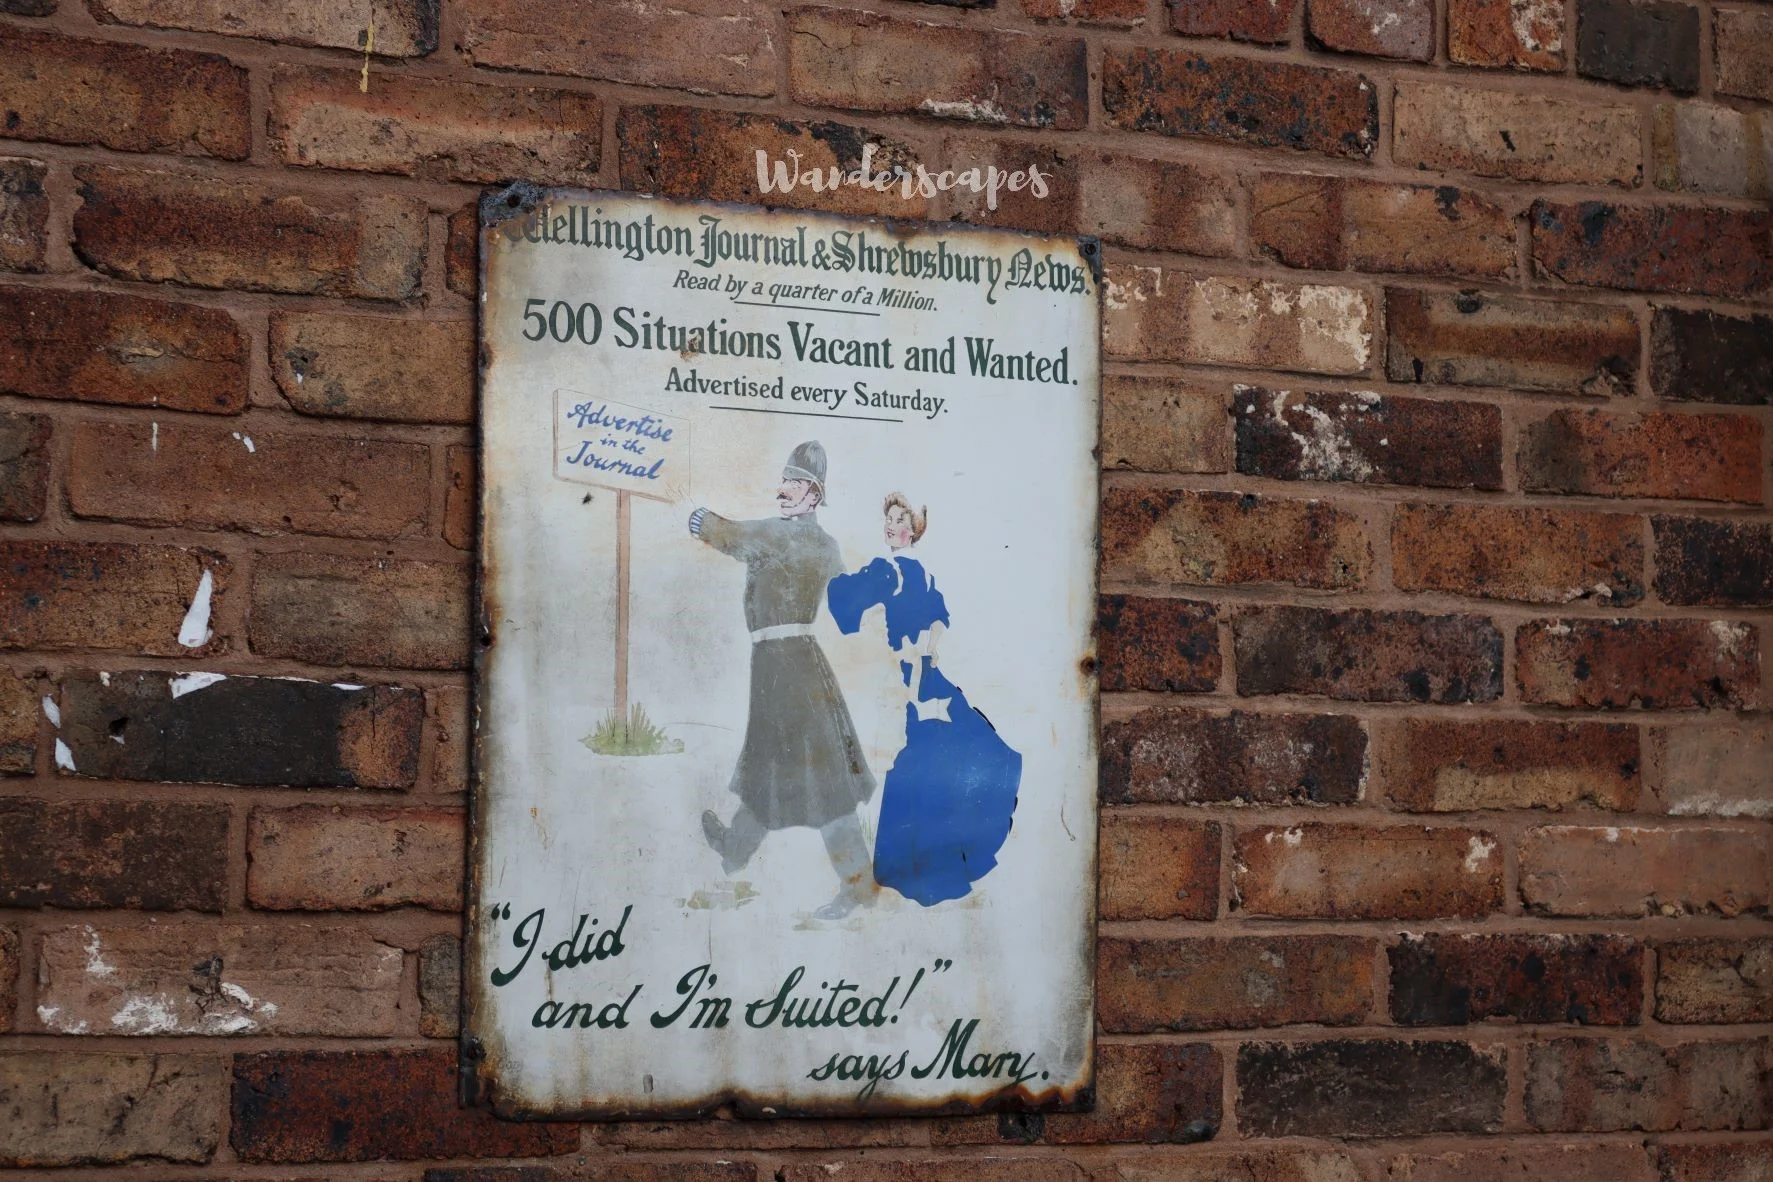 Wanderscapes
Wellington Journal & Shrewsbury News.
Read by a quarter of a Million.
500 Situations Vacant and Wanted.
Advertised every Saturday.
Advertise
in the
Journal
"I did
and I'm Suited!"
says Mary.